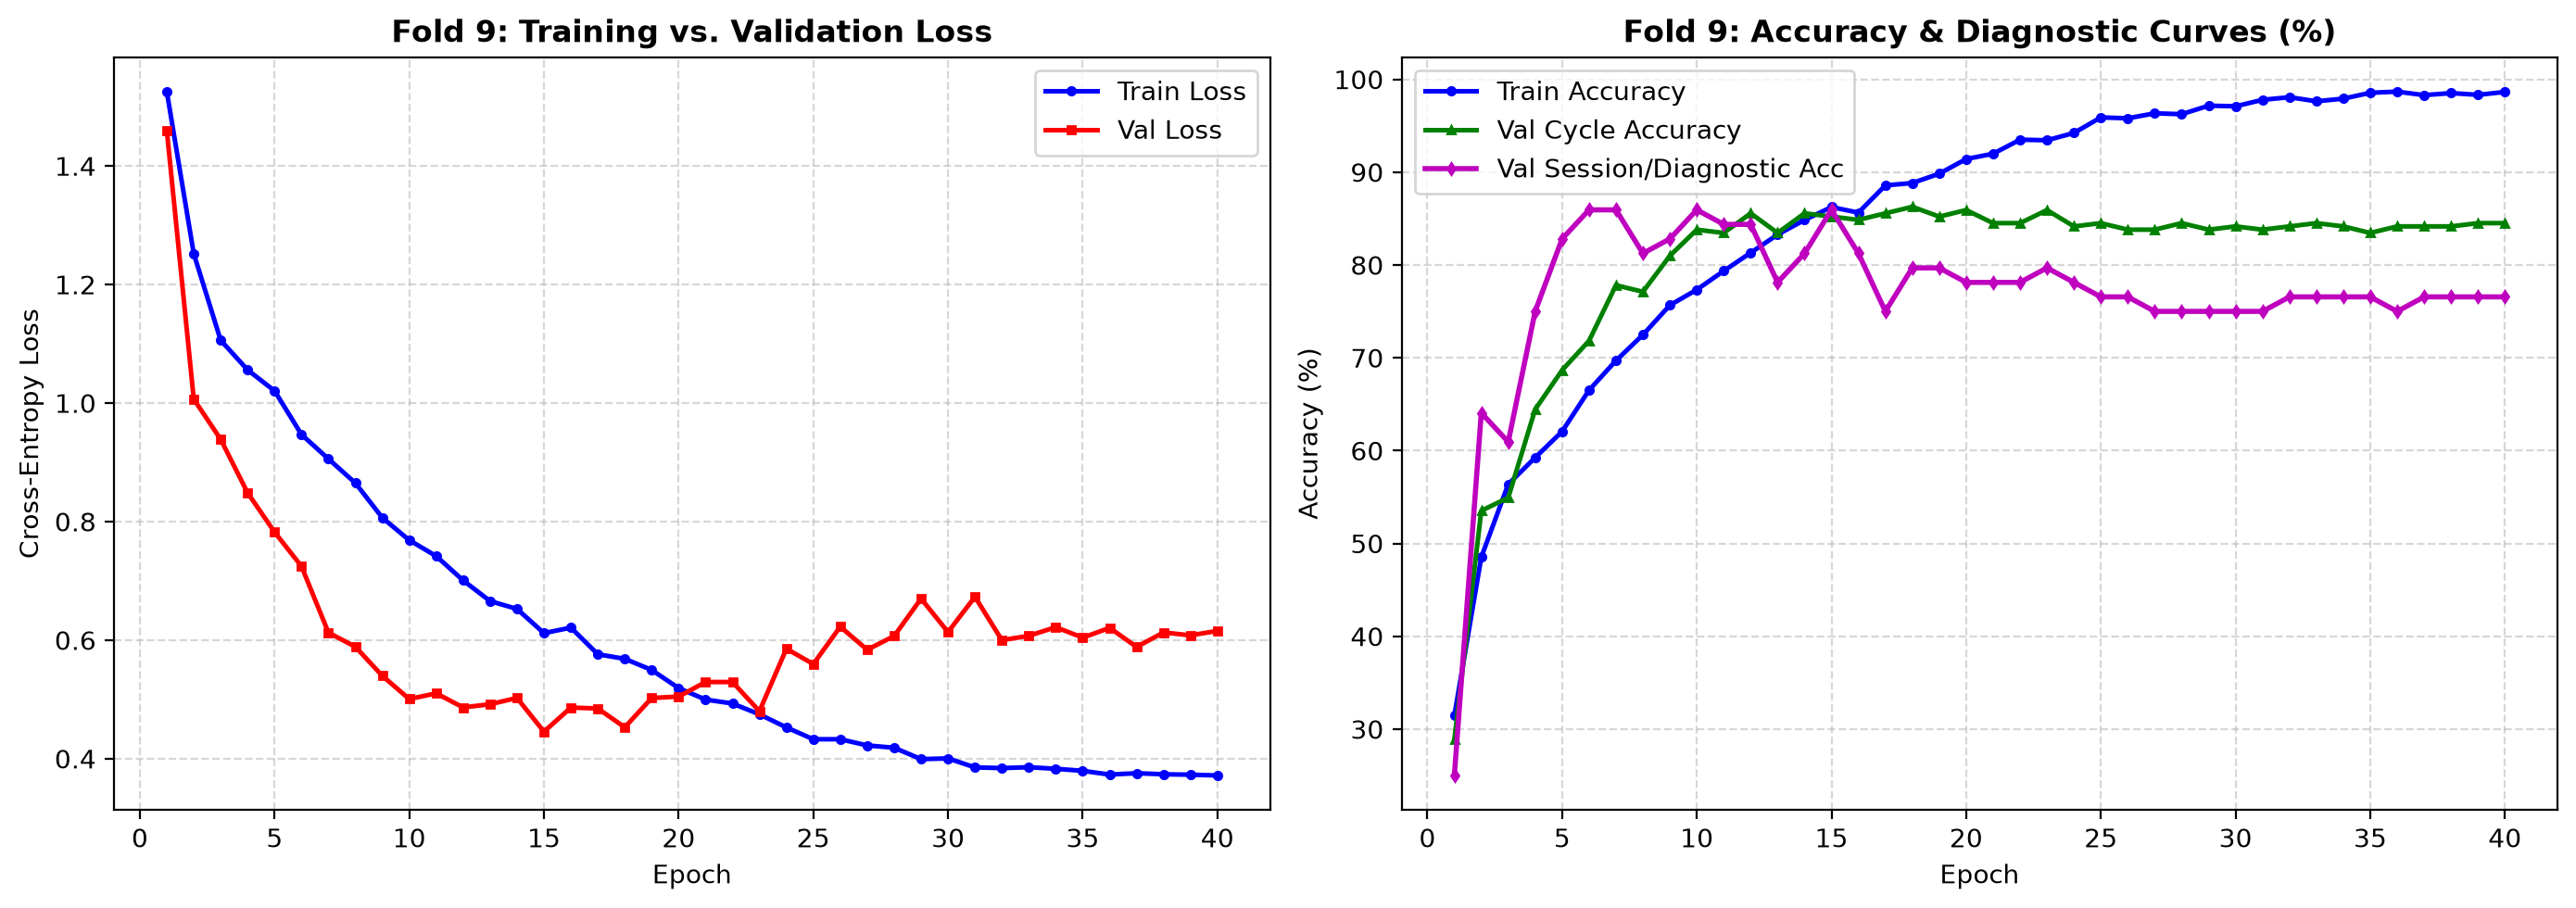 Fold 9: Training vs. Validation Loss
Train Loss
Val Loss
Cross-Entropy Loss
1.4
1.2
1.0
0.8
0.6
0.4
0 5 10 15 20 25 30 35 40
Epoch
Fold 9: Accuracy & Diagnostic Curves (%)
Train Accuracy
Val Cycle Accuracy
Val Session/Diagnostic Acc
Accuracy (%)
100
90
80
70
60
50
40
30
0 5 10 15 20 25 30 35 40
Epoch